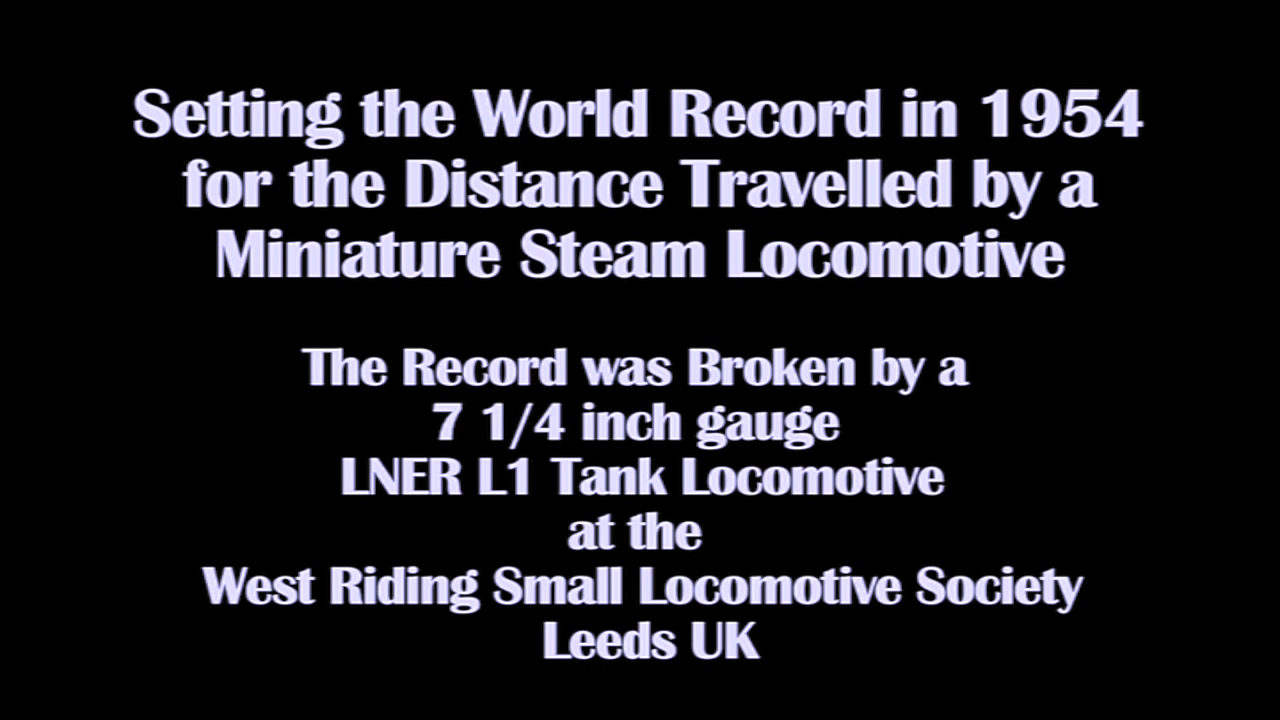 Setting the World Record in 1954
for the Distance Travelled by a
Miniature Steam Locomotive
The Record was Broken by a
7 1/4 inch gauge
LNER L1 Tank Locomotive
at the
West Riding Small Locomotive Society
Leeds UK